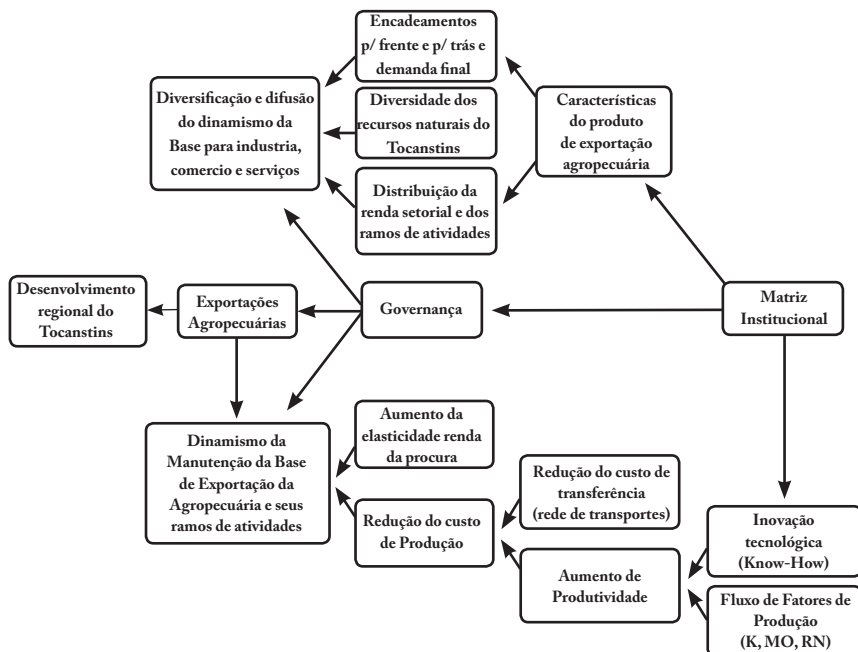 Encadeamentos
p/ frente e p/ trás e
demanda final
Diversificação e difusão
do dinamismo da
Base para industria,
comercio e serviços
Diversidade dos
recursos naturais do
Tocanstins
Características
do produto
de exportação
agropecuária
Distribuição da
renda setorial e dos
ramos de atividades
Desenvolvimento
regional do
Tocanstins
Exportações
Agropecuárias
Governança
Matriz
Institucional
Dinamismo da
Manutenção da Base
de Exportação da
Agropecuária e seus
ramos de atividades
Aumento da
elasticidade renda
da procura
Redução do custo
de Produção
Redução do custo de
transferência
(rede de transportes)
Aumento de
Produtividade
Inovação
tecnológica
(Know-How)
Fluxo de Fatores de
Produção
(K, MO, RN)